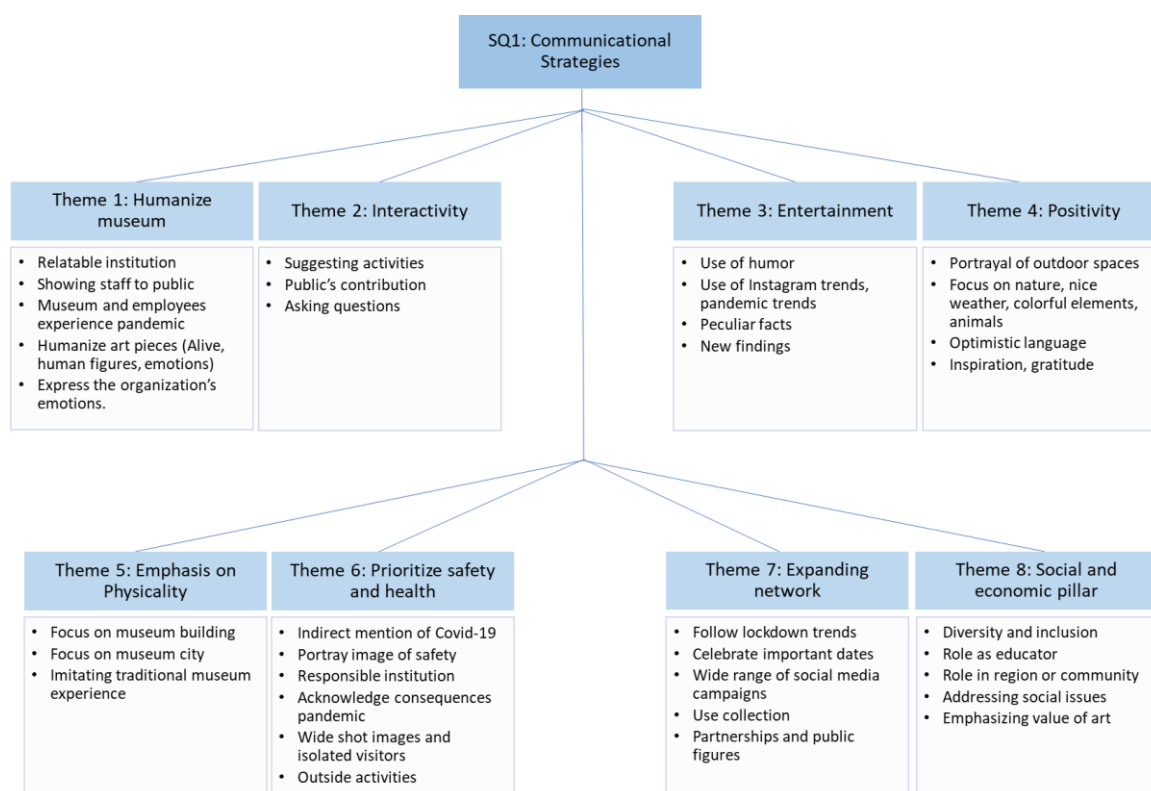 SQ1: Communicational
Strategies
Theme 1: Humanize
museum
• Relatable institution
• Showing staff to public
• Museum and employees
experience pandemic
• Humanize art pieces (Alive,
human figures, emotions)
• Express the organization's
emotions.
Theme 2: Interactivity
• Suggesting activities
• Public's contribution
• Asking questions
Theme 3: Entertainment
• Use of humor
• Use of Instagram trends,
pandemic trends
• Peculiar facts
• New findings
Theme 4: Positivity
• Portrayal of outdoor spaces
• Focus on nature, nice
weather, colorful elements,
animals
• Optimistic language
• Inspiration, gratitude
Theme 5: Emphasis on
Physicality
• Focus on museum building
• Focus on museum city
• Imitating traditional museum
experience
Theme 6: Prioritize safety
and health
• Indirect mention of Covid-19
• Portray image of safety
• Responsible institution
• Acknowledge consequences
pandemic
• Wide shot images and
isolated visitors
• Outside activities
Theme 7: Expanding
network
• Follow lockdown trends
• Celebrate important dates
• Wide range of social media
campaigns
• Use collection
• Partnerships and public
figures
Theme 8: Social and
economic pillar
• Diversity and inclusion
• Role as educator
• Role in region or community
• Addressing social issues
• Emphasizing value of art